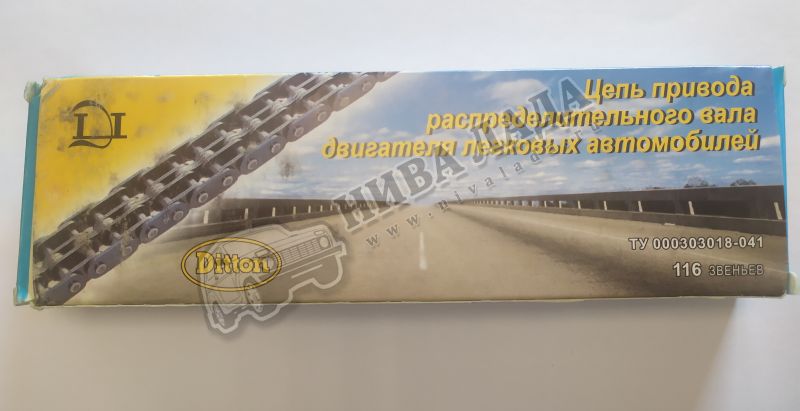 Цепь привода
распределительного вала
двигателя легковых автомобилей
НИВА ЛАДА
www.nivalada.ru
Ditton
ТУ 000303018-041
116 ЗВЕНЬЕВ